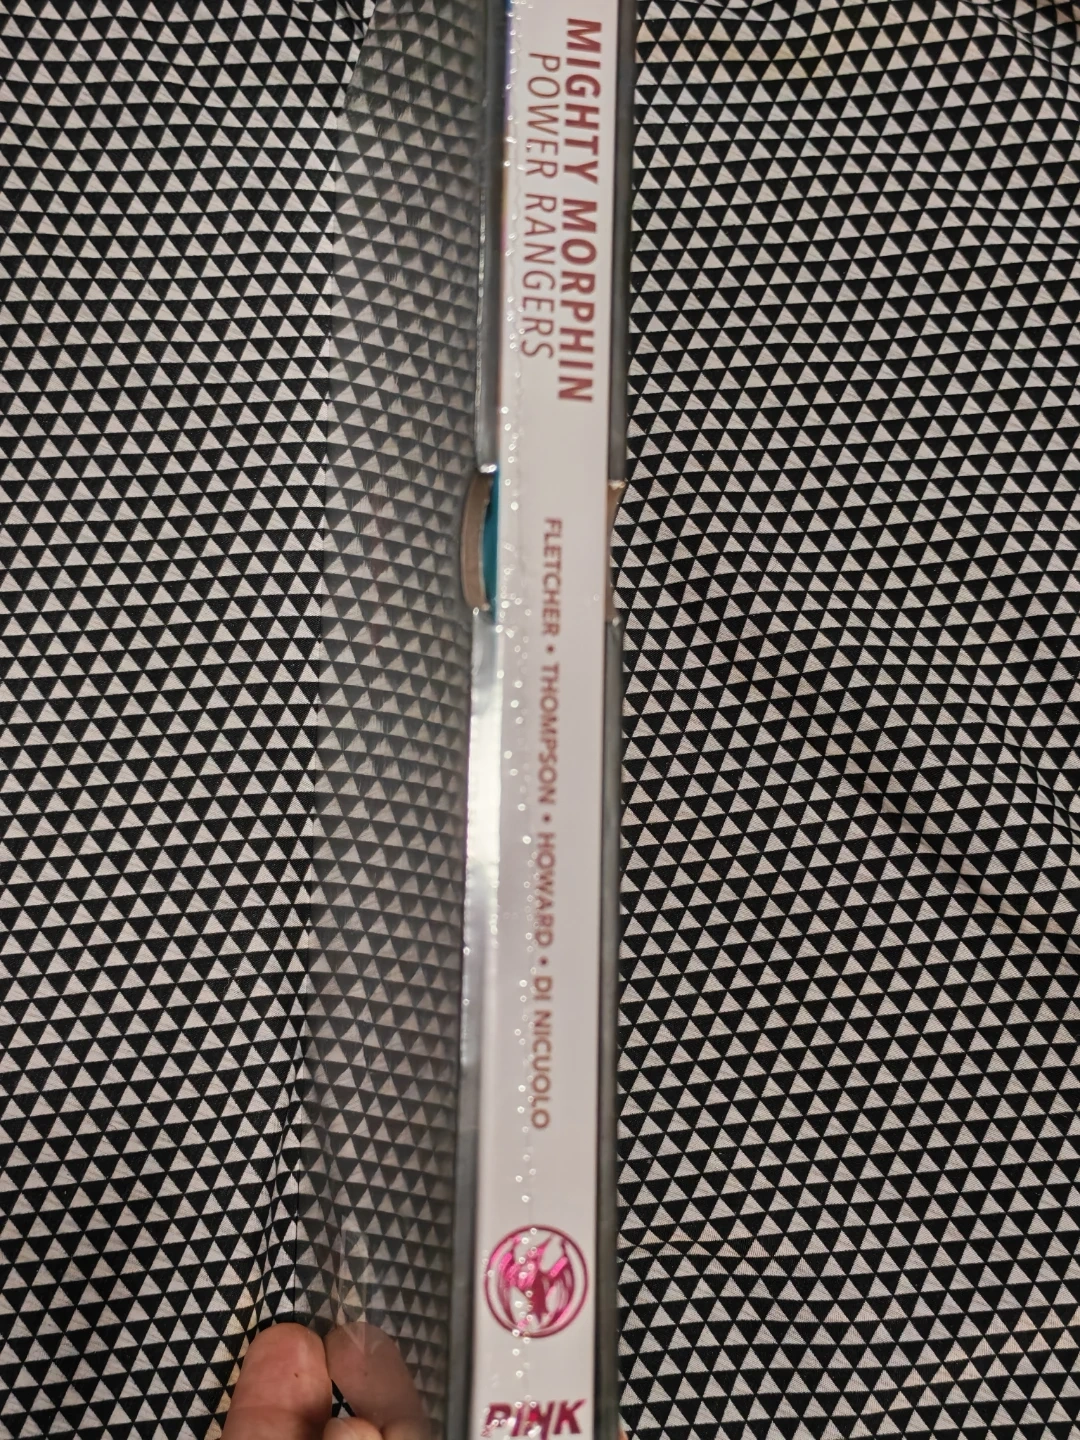 MIGHTY MORPHIN
POWER RANGERS
FLETCHER • THOMPSON • HOWARD • DI NICUOLO
PINK